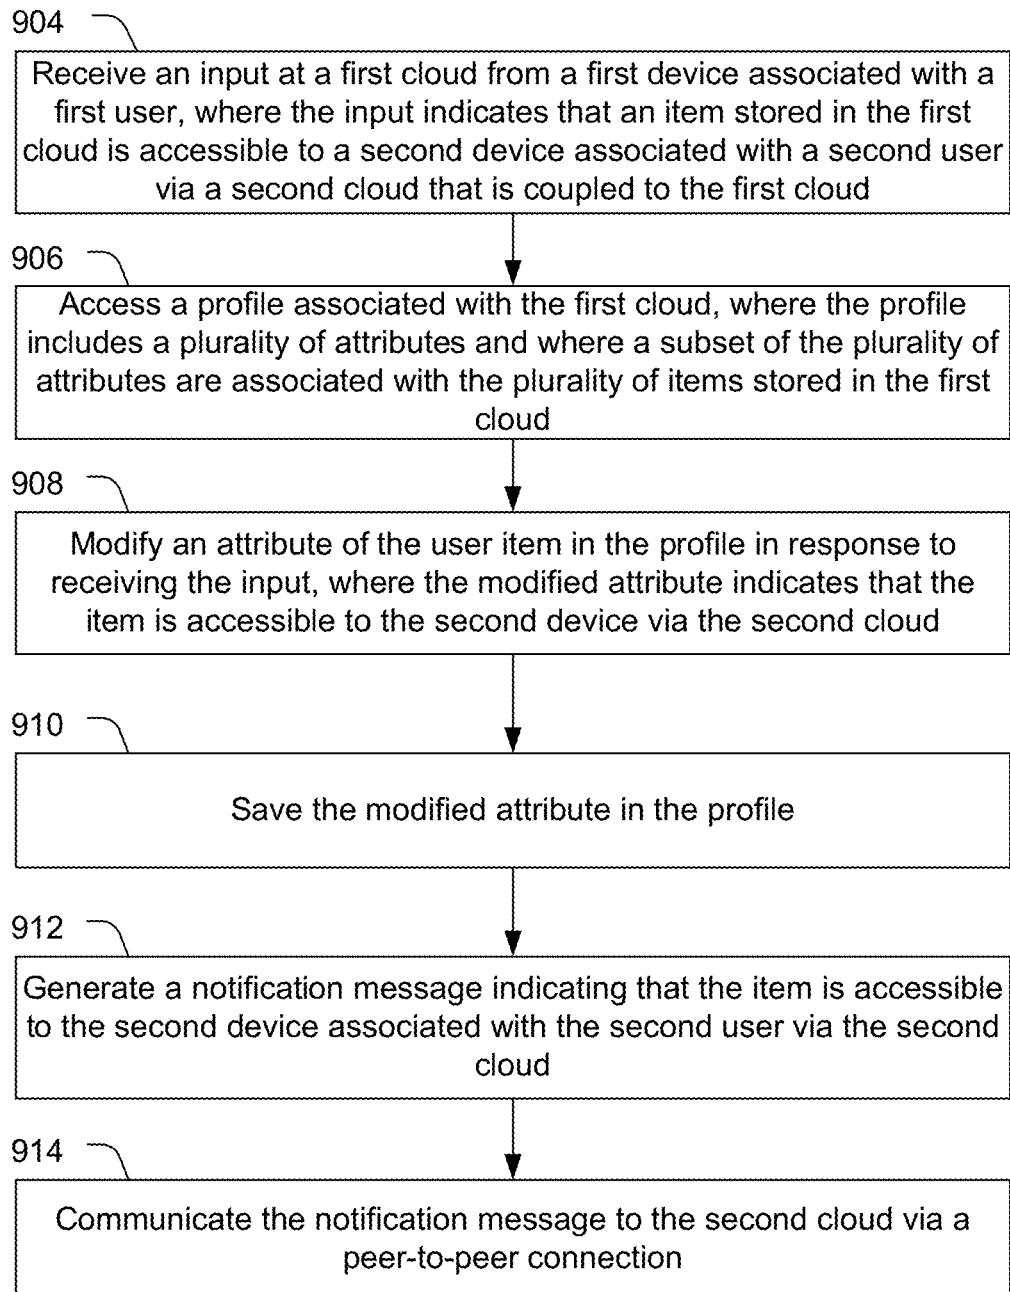 904
Receive an input at a first cloud from a first device associated with a
first user, where the input indicates that an item stored in the first
cloud is accessible to a second device associated with a second user
via a second cloud that is coupled to the first cloud
906
Access a profile associated with the first cloud, where the profile
includes a plurality of attributes and where a subset of the plurality of
attributes are associated with the plurality of items stored in the first
cloud
908
Modify an attribute of the user item in the profile in response to
receiving the input, where the modified attribute indicates that the
item is accessible to the second device via the second cloud
910
Save the modified attribute in the profile
912
Generate a notification message indicating that the item is accessible
to the second device associated with the second user via the second
cloud
914
Communicate the notification message to the second cloud via a
peer-to-peer connection